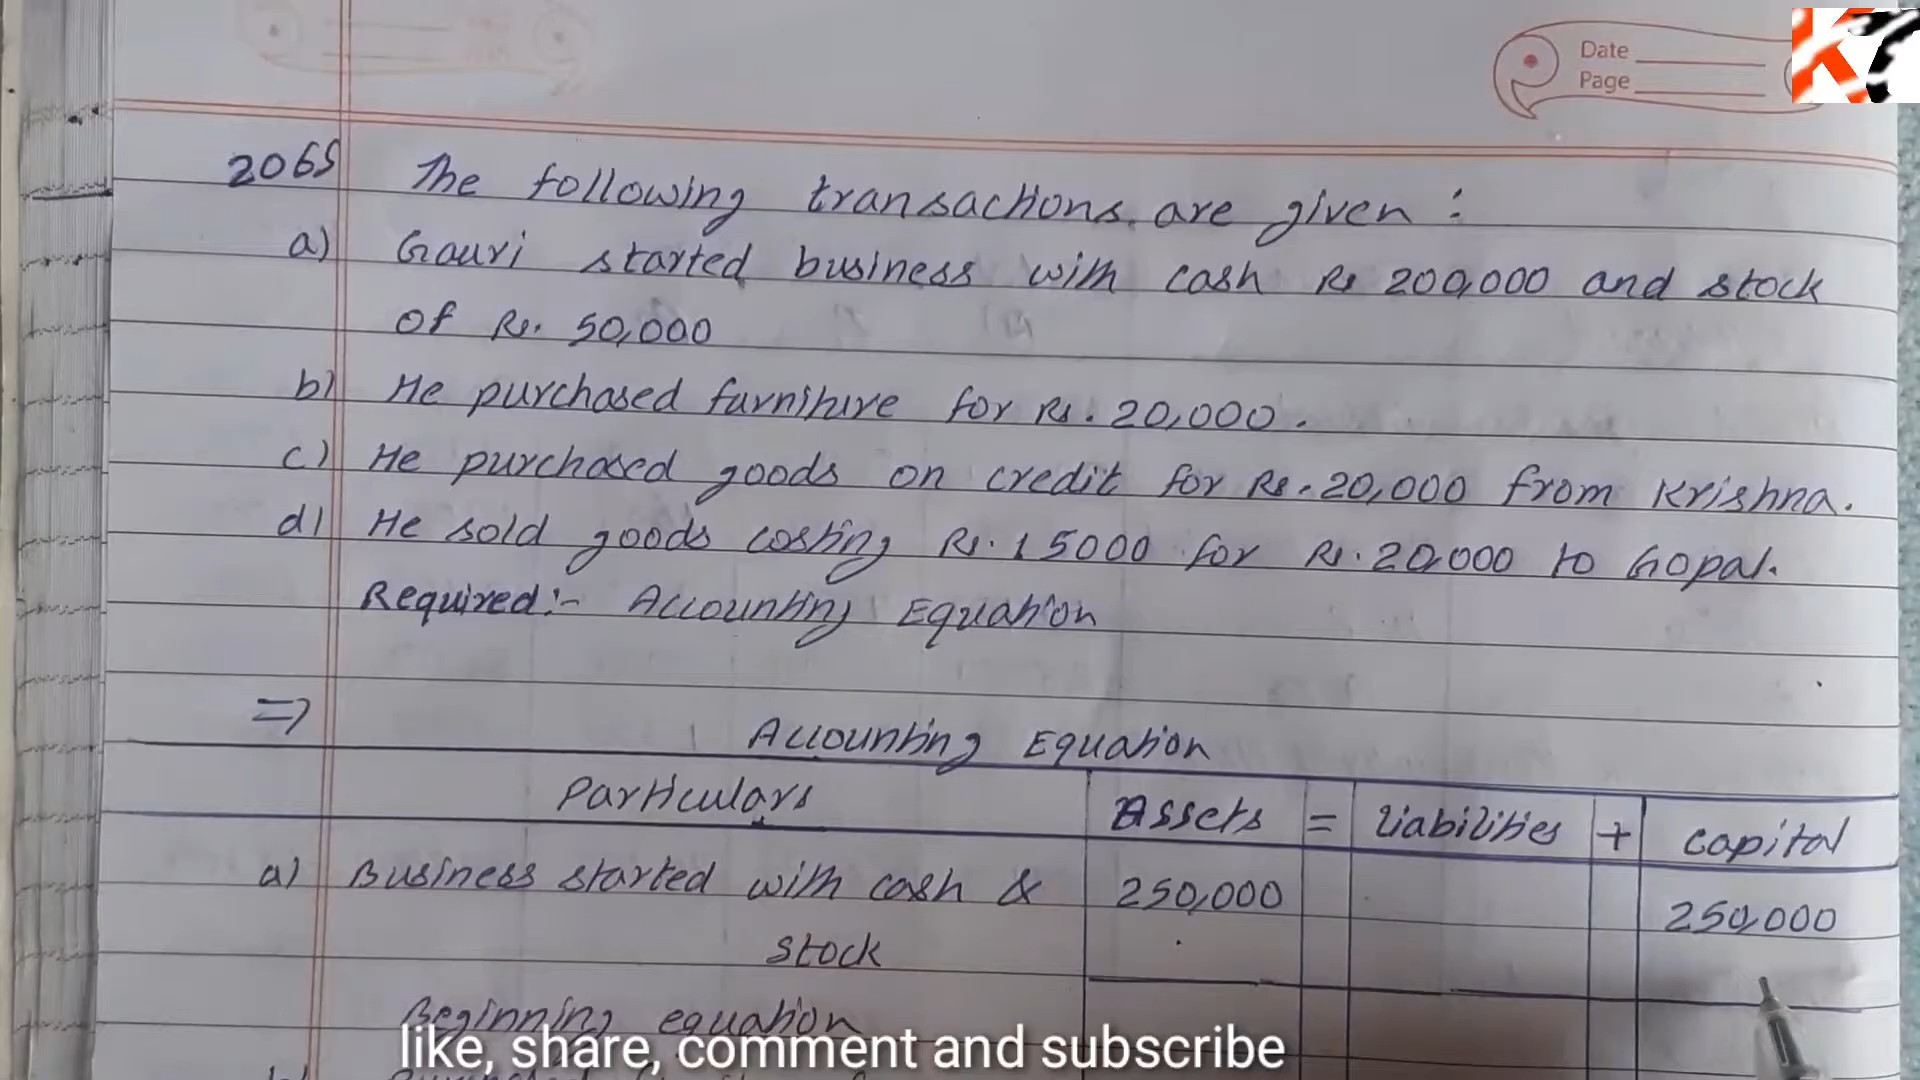 Date
Page
2065 The following transactions are given :
a) Gauri started business with cash Rs 200,000 and stock
of Rs. 50,000
b) He purchased furniture for Rs. 20,000.
c) He purchased goods on credit for Rs. 20,000 from Krishna.
d) He sold goods costing Rs. 15000 for Rs. 20,000 to Gopal.
Required:- Accounting Equation
=> Accounting Equation
Particulars Assets = Liabilities + Capital
a) Business started with cash & 250,000 250,000
stock
Beginning equation
like, share, comment and subscribe